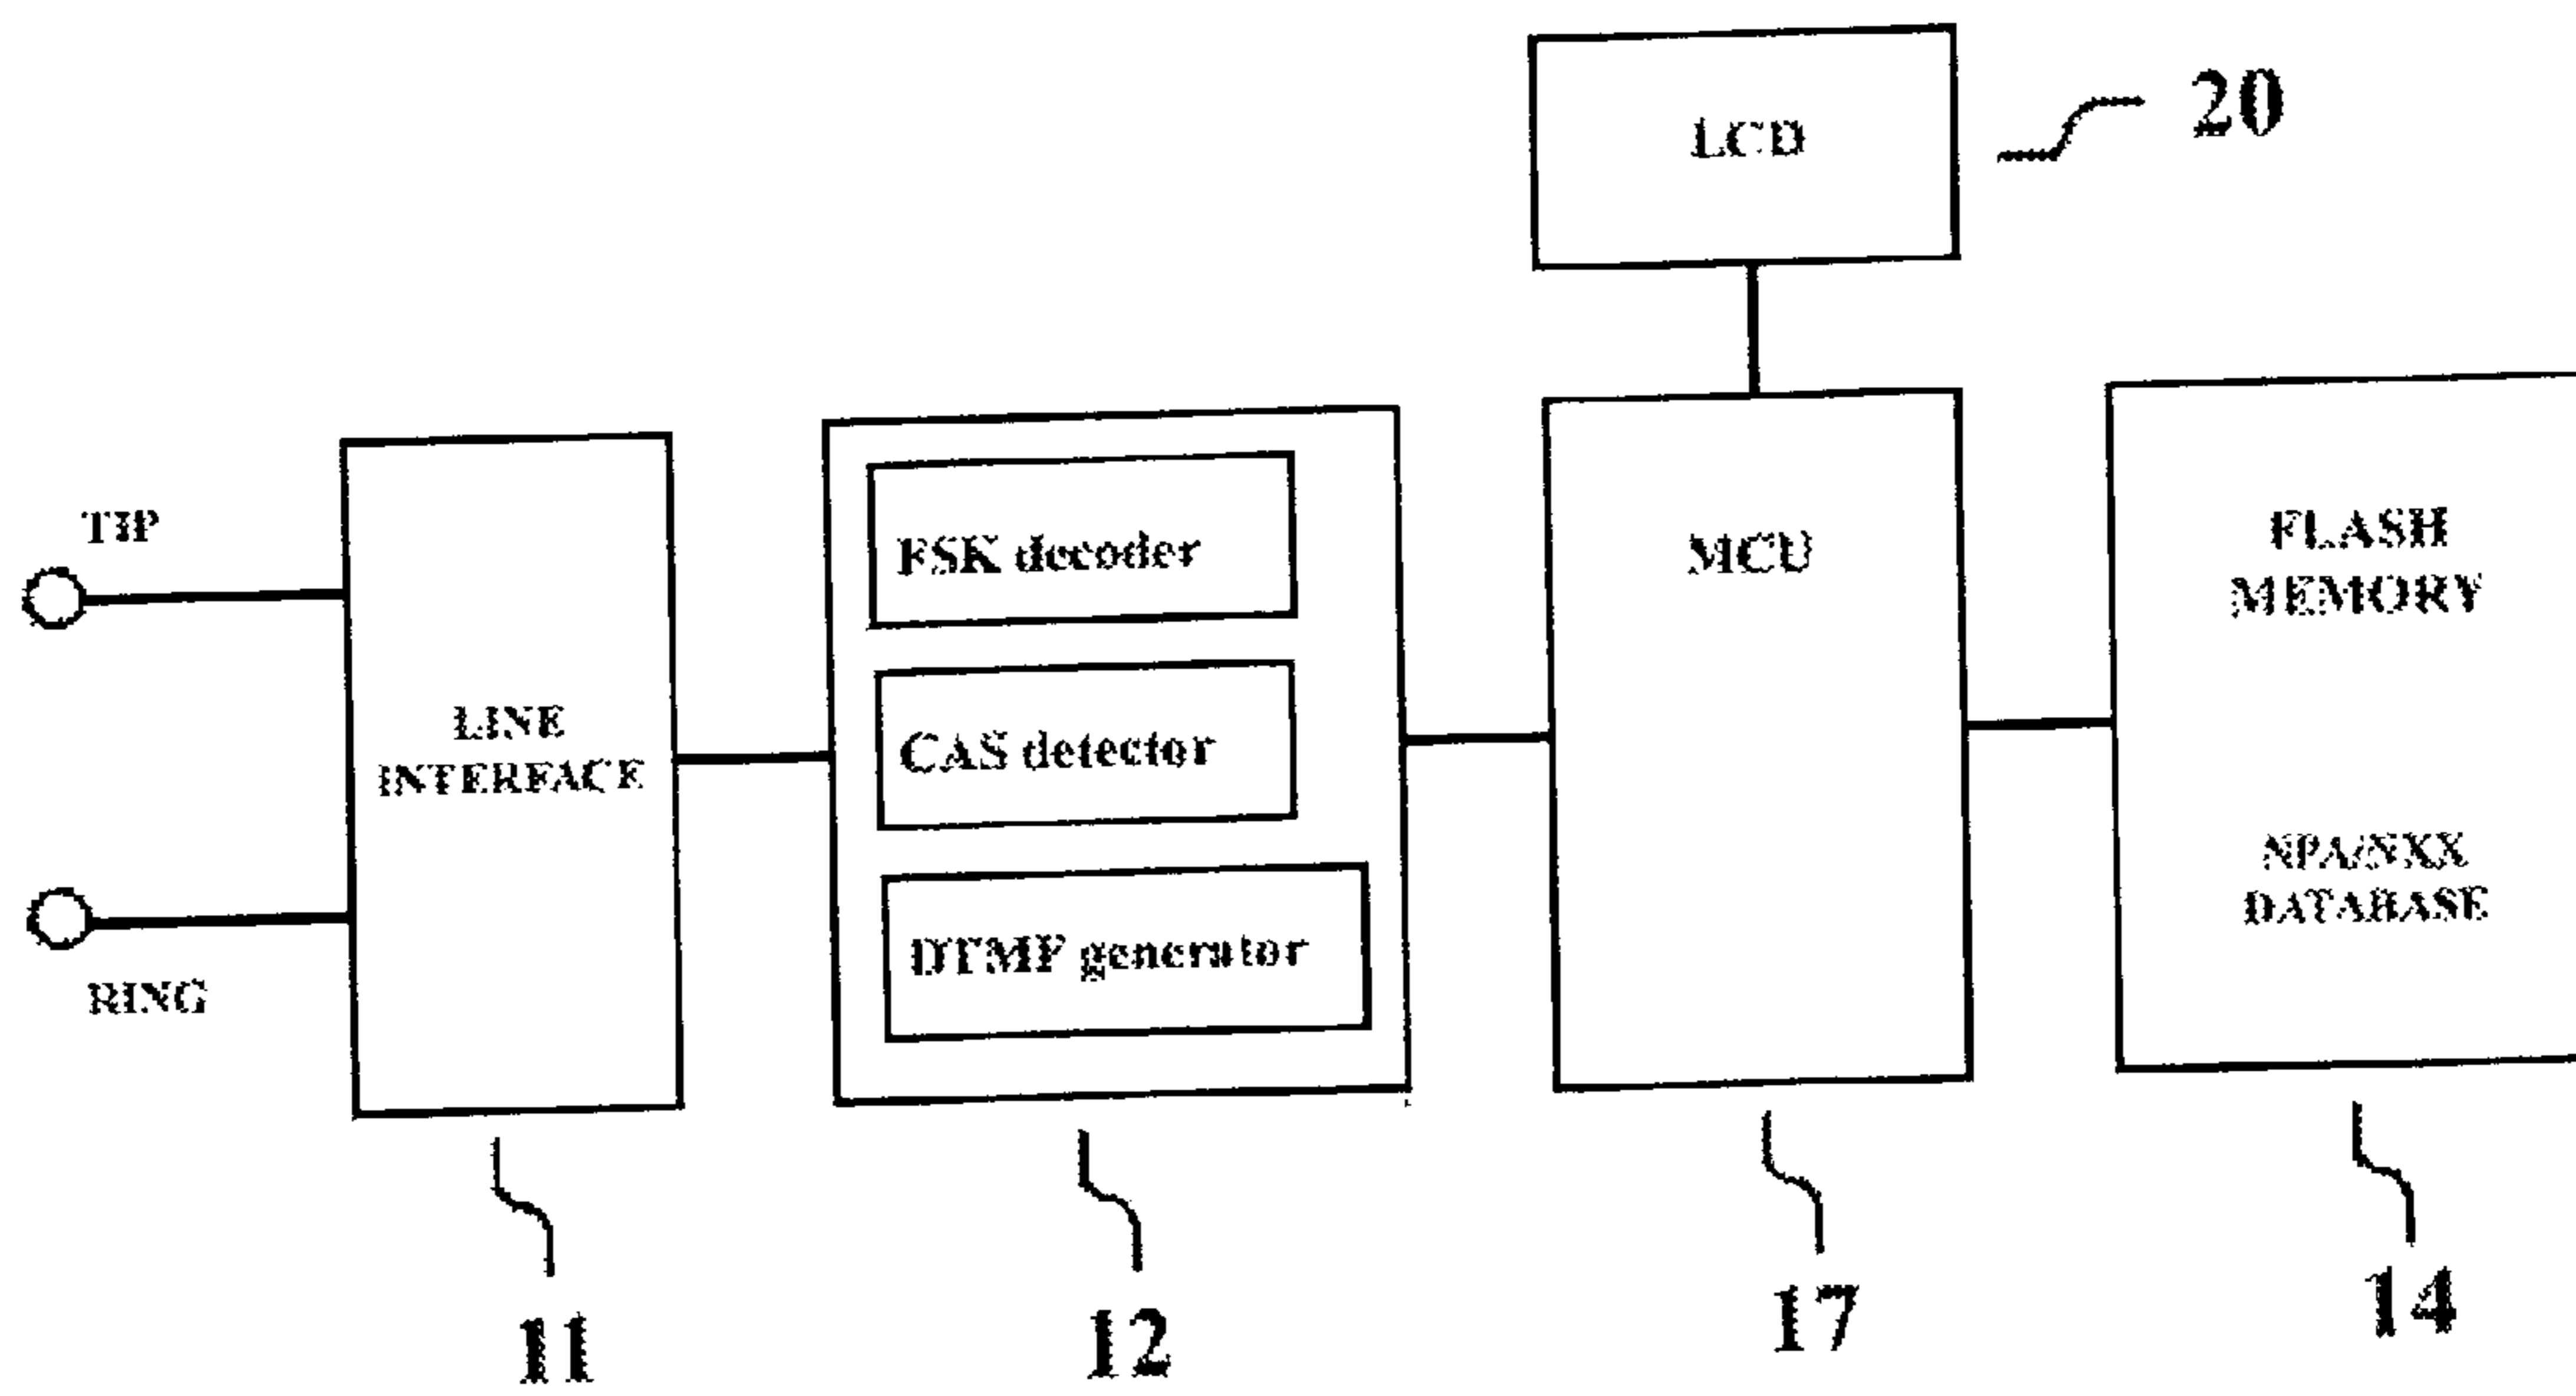 LCD
20
TIP
RING
LINE
INTERFACE
FSK decoder
CAS detector
DTMF generator
MCU
FLASH
MEMORY
NPA/NXX
DATABASE
11
12
17
14